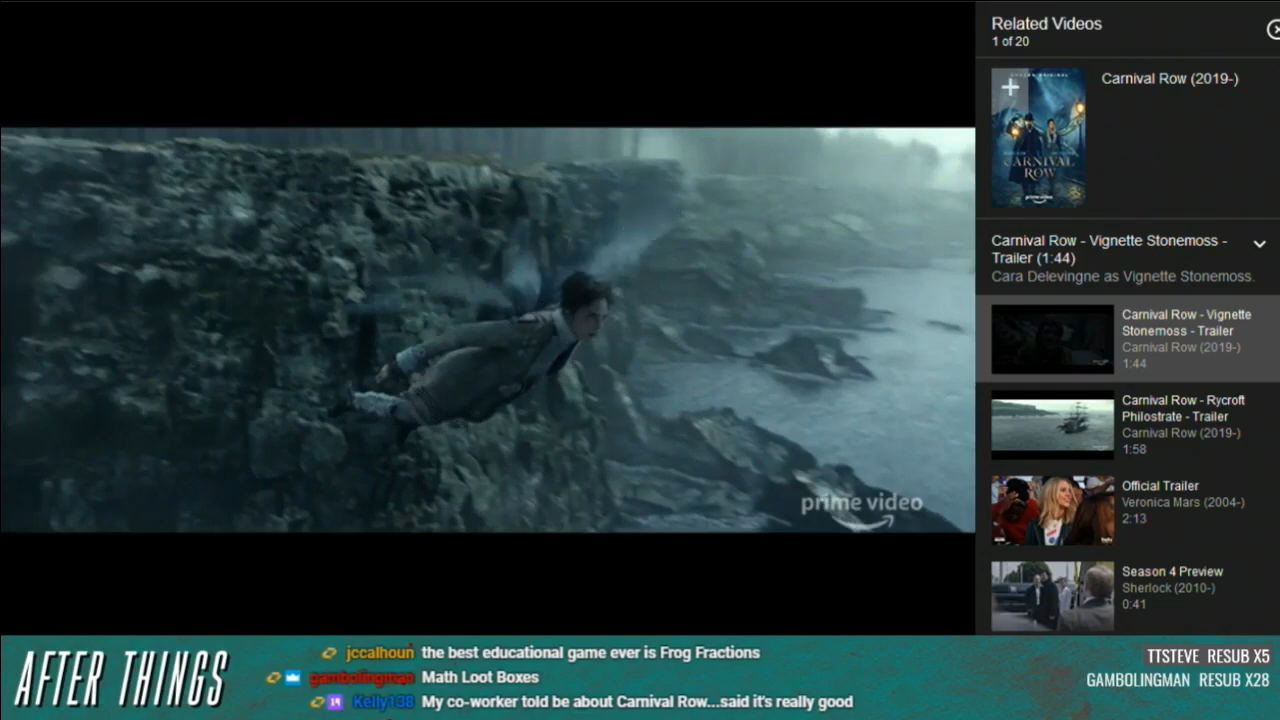 Related Videos
1 of 20
Carnival Row (2019-)
CARNIVAL
ROW
prime video
Carnival Row - Vignette Stonemoss -
Trailer (1:44)
Cara Delevingne as Vignette Stonemoss.
Carnival Row - Vignette
Stonemoss - Trailer
Carnival Row (2019-)
1:44
Carnival Row - Rycroft
Philostrate - Trailer
Carnival Row (2019-)
1:58
Official Trailer
Veronica Mars (2004-)
2:13
hulu
Season 4 Preview
Sherlock (2010-)
0:41
prime video
AFTER THINGS
jccalhoun the best educational game ever is Frog Fractions
gambolingman Math Loot Boxes
Kelly138 My co-worker told be about Carnival Row...said it's really good
TTSTEVE RESUB X5
GAMBOLINGMAN RESUB X28